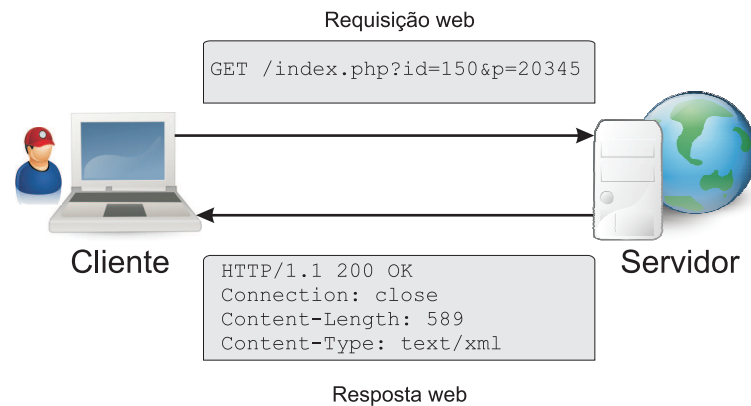 Requisição web
GET /index.php?id=150&p=20345
Cliente
Servidor
HTTP/1.1 200 OK
Connection: close
Content-Length: 589
Content-Type: text/xml
Resposta web